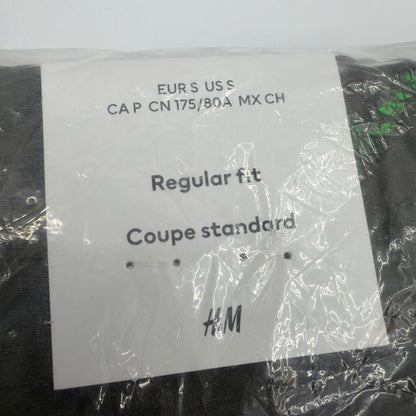 EUR S US S
CA P CN 175/80A MX CH
Regular fit
Coupe standard
H&M